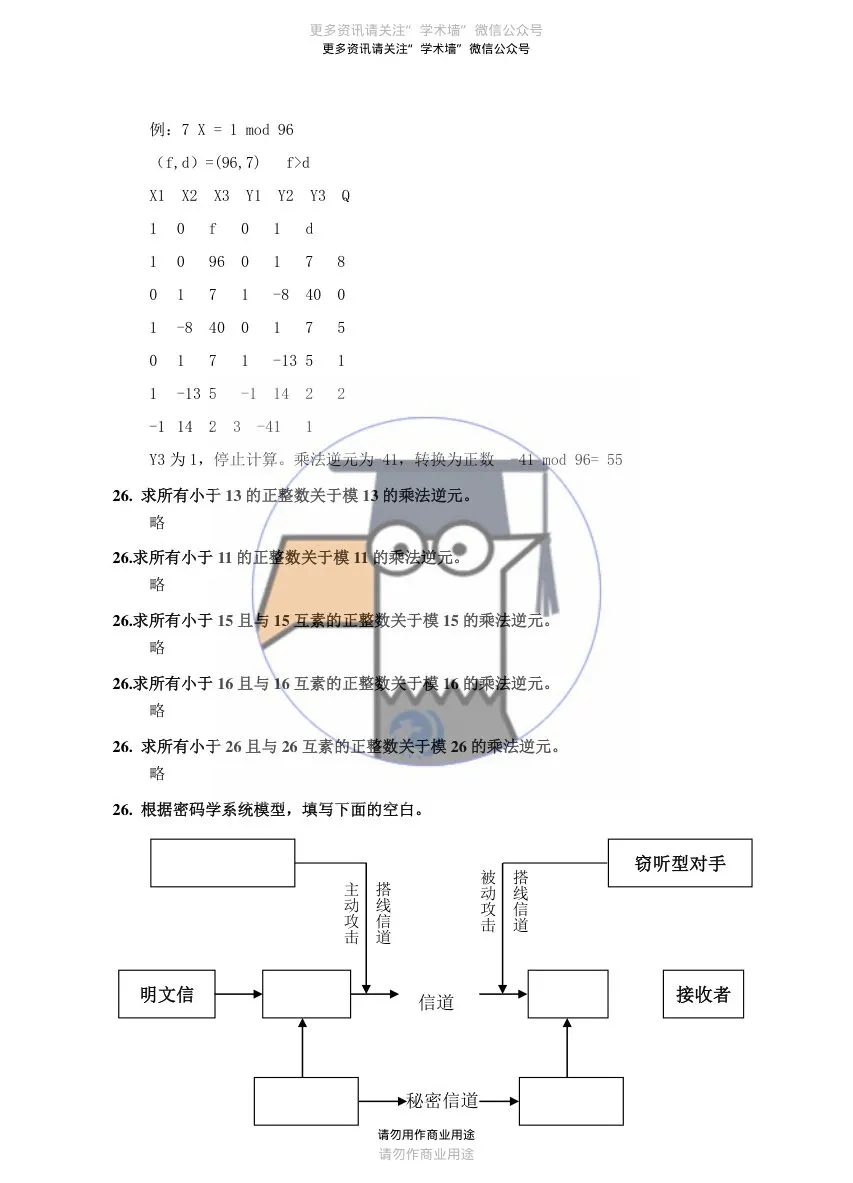 更多资讯请关注“学术墙”微信公众号
更多资讯请关注“学术墙”微信公众号
例：7 X = 1 mod 96
（f,d）=(96,7) f>d
X1 X2 X3 Y1 Y2 Y3 Q
1 0 f 0 1 d
1 0 96 0 1 7 8
0 1 7 1 -8 40 0
1 -8 40 0 1 7 5
0 1 7 1 -13 5 1
1 -13 5 -1 14 2 2
-1 14 2 3 -41 1
Y3 为 1，停止计算。乘法逆元为-41，转换为正数 -41 mod 96= 55
26. 求所有小于 13 的正整数关于模 13 的乘法逆元。
略
26.求所有小于 11 的正整数关于模 11 的乘法逆元。
略
26.求所有小于 15 且与 15 互素的正整数关于模 15 的乘法逆元。
略
26.求所有小于 16 且与 16 互素的正整数关于模 16 的乘法逆元。
略
26. 求所有小于 26 且与 26 互素的正整数关于模 26 的乘法逆元。
略
26. 根据密码学系统模型，填写下面的空白。
窃听型对手
主动攻击
搭线信道
被动攻击
搭线信道
明文信
信道
接收者
秘密信道
请勿用作商业用途
请勿作商业用途